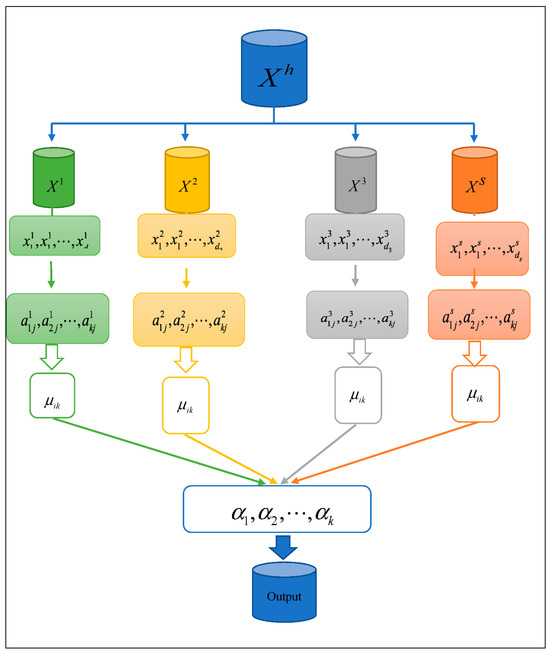 X^h
X^1 X^2 X^3 X^s
x_1^1, x_1^1, ⋯, x_d^1 x_1^2, x_1^2, ⋯, x_{d_2}^2 x_1^3, x_1^3, ⋯, x_{d_3}^3 x_1^s, x_1^s, ⋯, x_{d_s}^s
a_{1j}^1, a_{2j}^1, ⋯, a_{kj}^1 a_{1j}^2, a_{2j}^2, ⋯, a_{kj}^2 a_{1j}^3, a_{2j}^3, ⋯, a_{kj}^3 a_{1j}^s, a_{2j}^s, ⋯, a_{kj}^s
μ_{ik} μ_{ik} μ_{ik} μ_{ik}
α_1, α_2, ⋯, α_k
Output